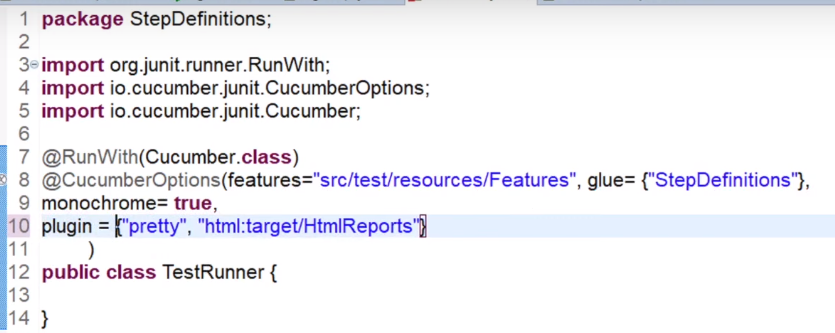 1 package StepDefinitions;
2
3 import org.junit.runner.RunWith;
4 import io.cucumber.junit.CucumberOptions;
5 import io.cucumber.junit.Cucumber;
6
7 @RunWith(Cucumber.class)
8 @CucumberOptions(features="src/test/resources/Features", glue= {"StepDefinitions"},
9 monochrome= true,
10 plugin = {"pretty", "html:target/HtmlReports"}
11 )
12 public class TestRunner {
13
14 }